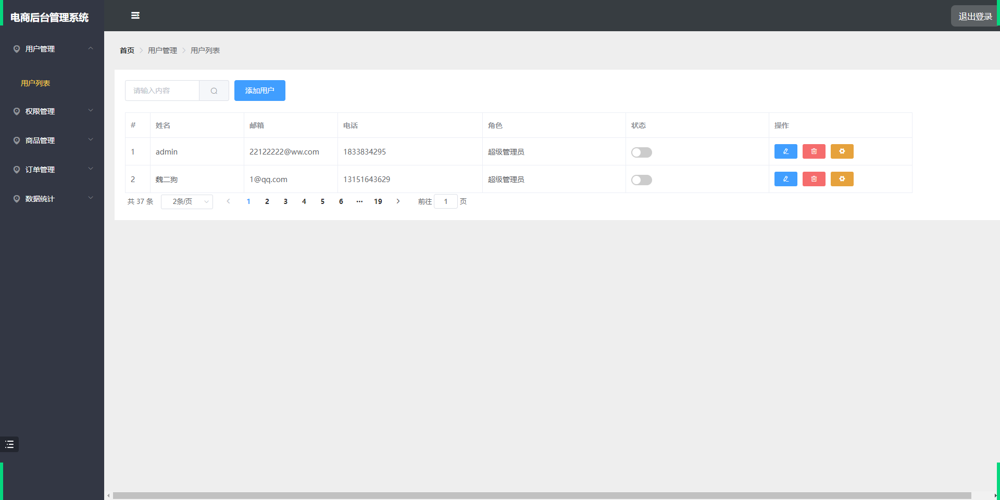 电商后台管理系统
退出登录
用户管理
用户列表
权限管理
商品管理
订单管理
数据统计
首页 用户管理 用户列表
请输入内容 添加用户
# 姓名 邮箱 电话 角色 状态 操作
1 admin 22122222@ww.com 1833834295 超级管理员
2 魏二狗 1@qq.com 13151643629 超级管理员
共 37 条 2条/页 1 2 3 4 5 6 ··· 19 前往 1 页